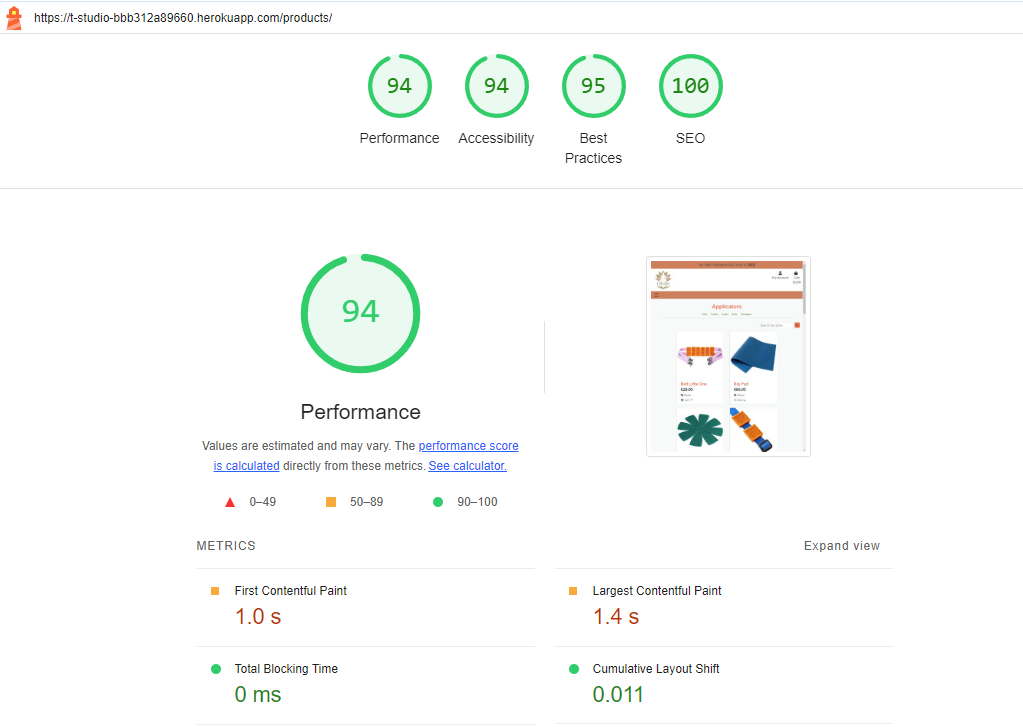 https://t-studio-bbb312a89660.herokuapp.com/products/
94
94
95
100
Performance
Accessibility
Best
Practices
SEO
94
Performance
Values are estimated and may vary. The performance score
is calculated directly from these metrics. See calculator.
0–49
50–89
90–100
Applicators
Belt Little One
Big Pad
METRICS
Expand view
First Contentful Paint
1.0 s
Largest Contentful Paint
1.4 s
Total Blocking Time
0 ms
Cumulative Layout Shift
0.011